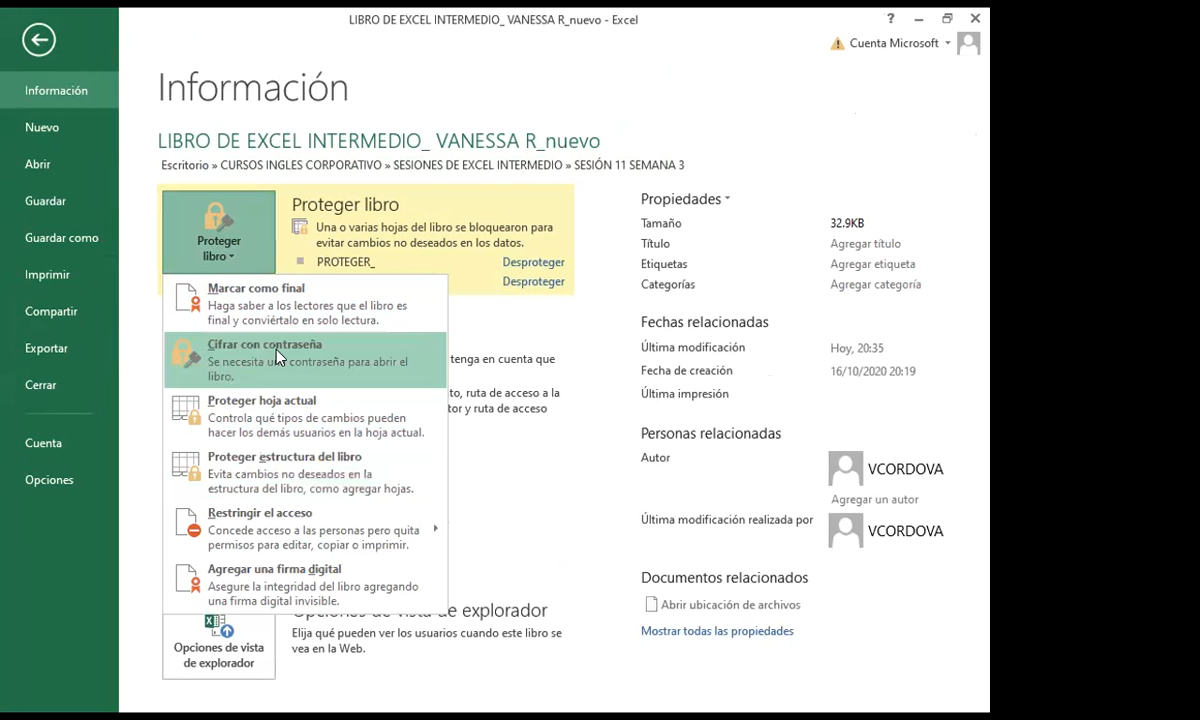 LIBRO DE EXCEL INTERMEDIO_ VANESSA R_nuevo - Excel
?
Cuenta Microsoft
Información
Nuevo
Abrir
Guardar
Guardar como
Imprimir
Compartir
Exportar
Cerrar
Cuenta
Opciones
Información
LIBRO DE EXCEL INTERMEDIO_ VANESSA R_nuevo
Escritorio » CURSOS INGLES CORPORATIVO » SESIONES DE EXCEL INTERMEDIO » SESIÓN 11 SEMANA 3
Proteger
libro
Proteger libro
Una o varias hojas del libro se bloquearon para
evitar cambios no deseados en los datos.
PROTEGER_ Desproteger
Desproteger
Marcar como final
Haga saber a los lectores que el libro es
final y conviértalo en solo lectura.
Cifrar con contraseña
Se necesita contraseña para abrir el
libro.
Proteger hoja actual
Controla qué tipos de cambios pueden
hacer los demás usuarios en la hoja actual.
Proteger estructura del libro
Evita cambios no deseados en la
estructura del libro, como agregar hojas.
Restringir el acceso
Concede acceso a las personas pero quita
permisos para editar, copiar o imprimir.
Agregar una firma digital
Asegure la integridad del libro agregando
una firma digital invisible.
tenga en cuenta que
to, ruta de acceso a la
tor y ruta de acceso
Opciones de vista
de explorador
Opciones de vista de explorador
Elija qué pueden ver los usuarios cuando este libro se
vea en la Web.
Propiedades
Tamaño 32.9KB
Título Agregar título
Etiquetas Agregar etiqueta
Categorías Agregar categoría
Fechas relacionadas
Última modificación Hoy, 20:35
Fecha de creación 16/10/2020 20:19
Última impresión
Personas relacionadas
Autor VCORDOVA
Agregar un autor
Última modificación realizada por VCORDOVA
Documentos relacionados
Abrir ubicación de archivos
Mostrar todas las propiedades